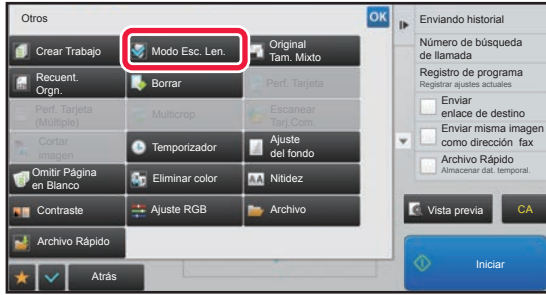 Otros
OK
Crear Trabajo
Modo Esc. Len.
Original
Tam. Mixto
Recuent.
Orgn.
Borrar
Perf. Tarjeta
Perf. Tarjeta
(Múltiple)
Multicrop
Escanear
Tarj.Com.
Cortar
imagen
Temporizador
Ajuste
del fondo
Omitir Página
en Blanco
Eliminar color
Nitidez
Contraste
Ajuste RGB
Archivo
Archivo Rápido
Atrás
Enviando historial
Número de búsqueda
de llamada
Registro de programa
Registrar ajustes actuales
Enviar
enlace de destino
Enviar misma imagen
como dirección fax
Archivo Rápido
Almacenar dat. temporal.
Vista previa
CA
Iniciar